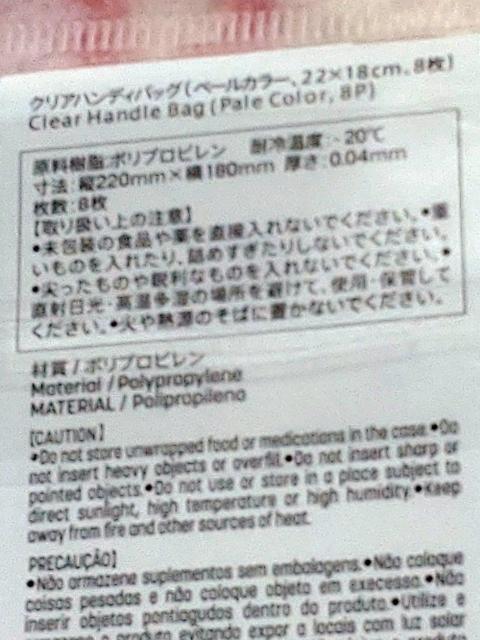 クリアハンディバッグ(ペールカラー、22×18cm、8枚)
Clear Handle Bag (Pale Color, 8P)
原料樹脂:ポリプロピレン 耐冷温度:-20℃
寸法:縦220mm×横180mm 厚さ:0.04mm
枚数:8枚
【取り扱い上の注意】
•未包装の食品や薬を直接入れないでください。•重
いものを入れたり、詰めすぎたりしないでください。
•尖ったものや鋭利なものを入れないでください。•
直射日光・高温多湿の場所を避けて、使用・保管して
ください。•火や熱源のそばに置かないでください。
材質/ポリプロピレン
Material / Polypropylene
MATERIAL / Polipropileno
[CAUTION]
•Do not store unwrapped food or medications in the case.•Do
not insert heavy objects or overfill.•Do not insert sharp or
pointed objects.•Do not use or store in a place subject to
direct sunlight, high temperature or high humidity.•Keep
away from fire and other sources of heat.
PRECAUÇÃO]
•Não armazene suplementos sem embalagens.•Não coloque
coisas pesadas e não coloque objeto em execesso.•Não
inserir objetos pontiagudos dentro do produto.•Utilize e
armazene o produto evitando expor a locais com luz solar